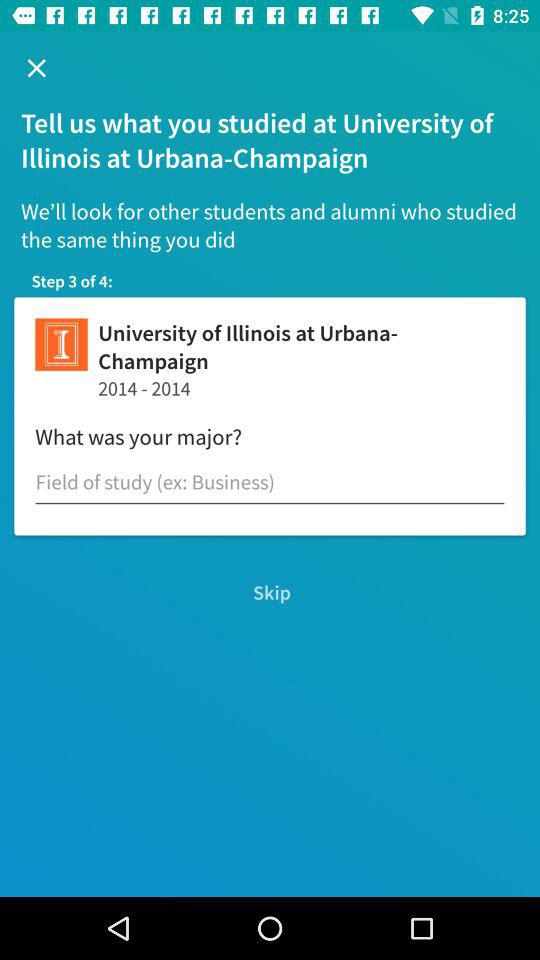 8:25
Tell us what you studied at University of
Illinois at Urbana-Champaign
We'll look for other students and alumni who studied
the same thing you did
Step 3 of 4:
I
University of Illinois at Urbana-
Champaign
2014 - 2014
What was your major?
Field of study (ex: Business)
Skip